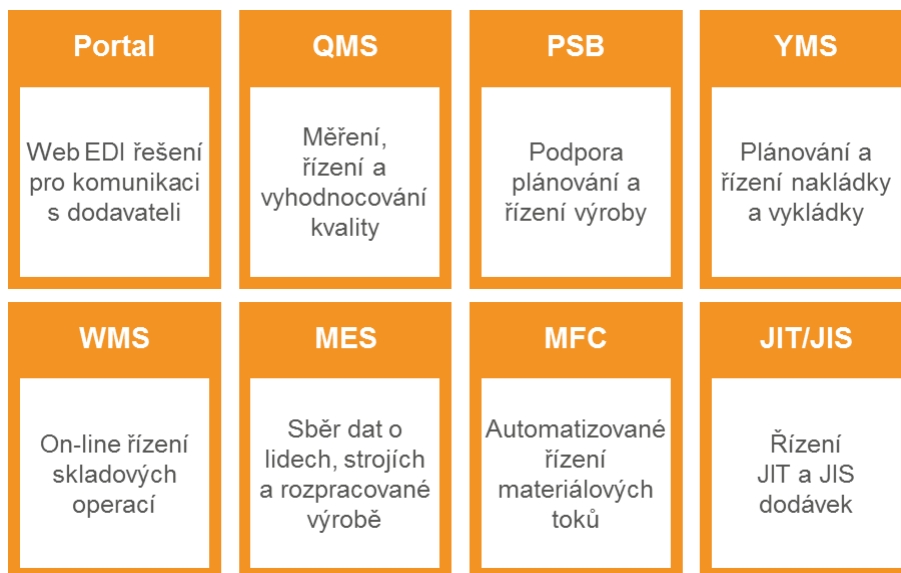 Portal
Web EDI řešení
pro komunikaci
s dodavateli
QMS
Měření,
řízení a
vyhodnocování
kvality
PSB
Podpora
plánování a
řízení výroby
YMS
Plánování a
řízení nakládky
a vykládky
WMS
On-line řízení
skladových
operací
MES
Sběr dat o
lidech, strojích
a rozpracované
výrobě
MFC
Automatizované
řízení
materiálových
toků
JIT/JIS
Řízení
JIT a JIS
dodávek